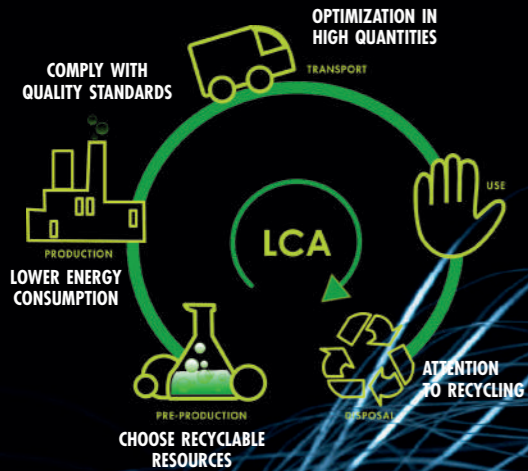 OPTIMIZATION IN
HIGH QUANTITIES
TRANSPORT
COMPLY WITH
QUALITY STANDARDS
USE
LCA
PRODUCTION
LOWER ENERGY
CONSUMPTION
ATTENTION
TO RECYCLING
DISPOSAL
PRE-PRODUCTION
CHOOSE RECYCLABLE
RESOURCES